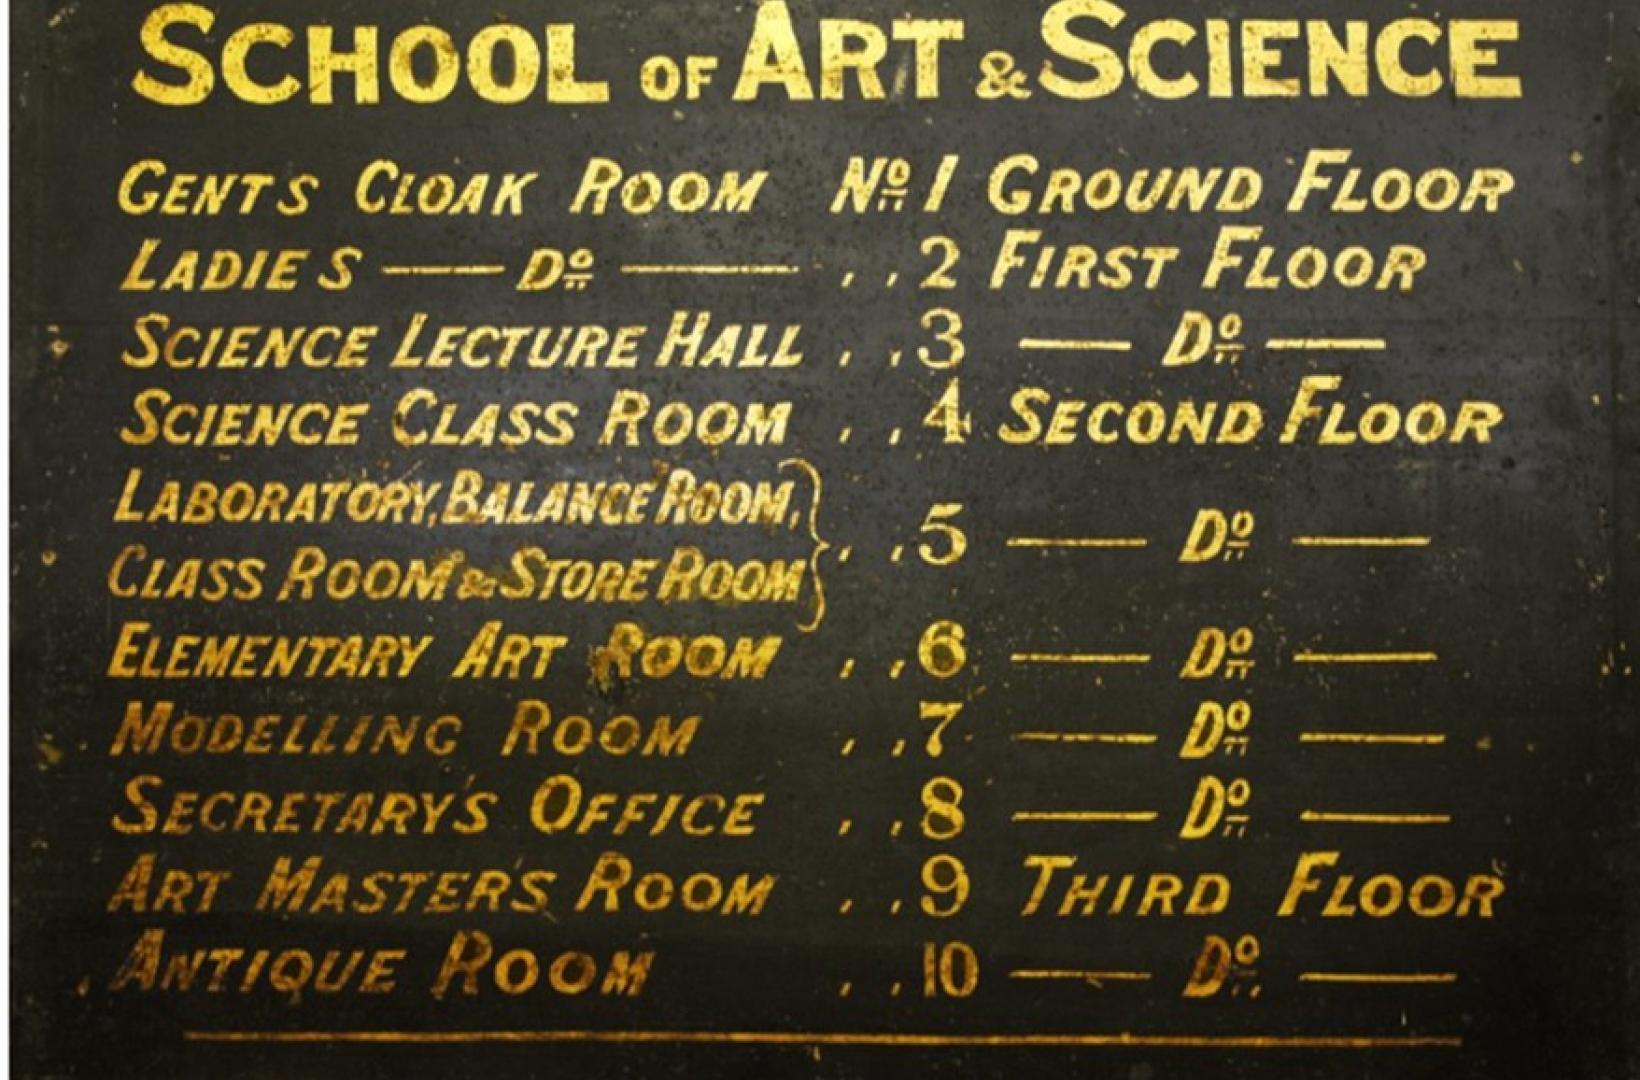 SCHOOL OF ART & SCIENCE
GENTS CLOAK ROOM Nº 1 GROUND FLOOR
LADIES — Dº — ,, 2 FIRST FLOOR
SCIENCE LECTURE HALL ,, 3 — Dº —
SCIENCE CLASS ROOM ,, 4 SECOND FLOOR
LABORATORY, BALANCE ROOM,
CLASS ROOM & STORE ROOM } ,, 5 — Dº —
ELEMENTARY ART ROOM ,, 6 — Dº —
MODELLING ROOM ,, 7 — Dº —
SECRETARY'S OFFICE ,, 8 — Dº —
ART MASTER'S ROOM ,, 9 THIRD FLOOR
ANTIQUE ROOM ,, 10 — Dº —